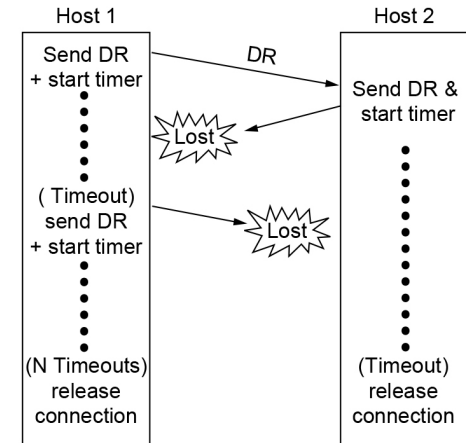 Host 1
Host 2
Send DR
+ start timer
DR
Send DR &
start timer
Lost
( Timeout)
send DR
+ start timer
Lost
(N Timeouts)
release
connection
(Timeout)
release
connection